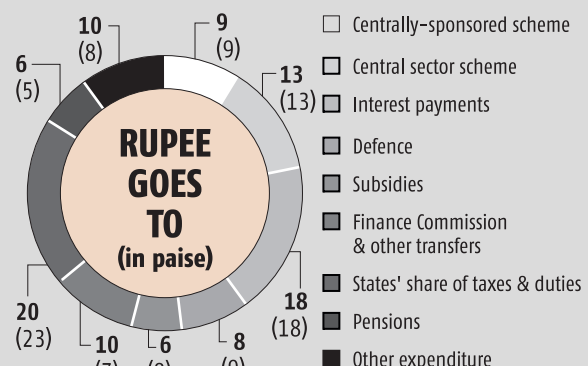 10
(8)
9
(9)
6
(5)
13
(13)
RUPEE
GOES
TO
(in paise)
20
(23)
10
6
8
18
(18)
Centrally-sponsored scheme
Central sector scheme
Interest payments
Defence
Subsidies
Finance Commission
& other transfers
States' share of taxes & duties
Pensions
Other expenditure